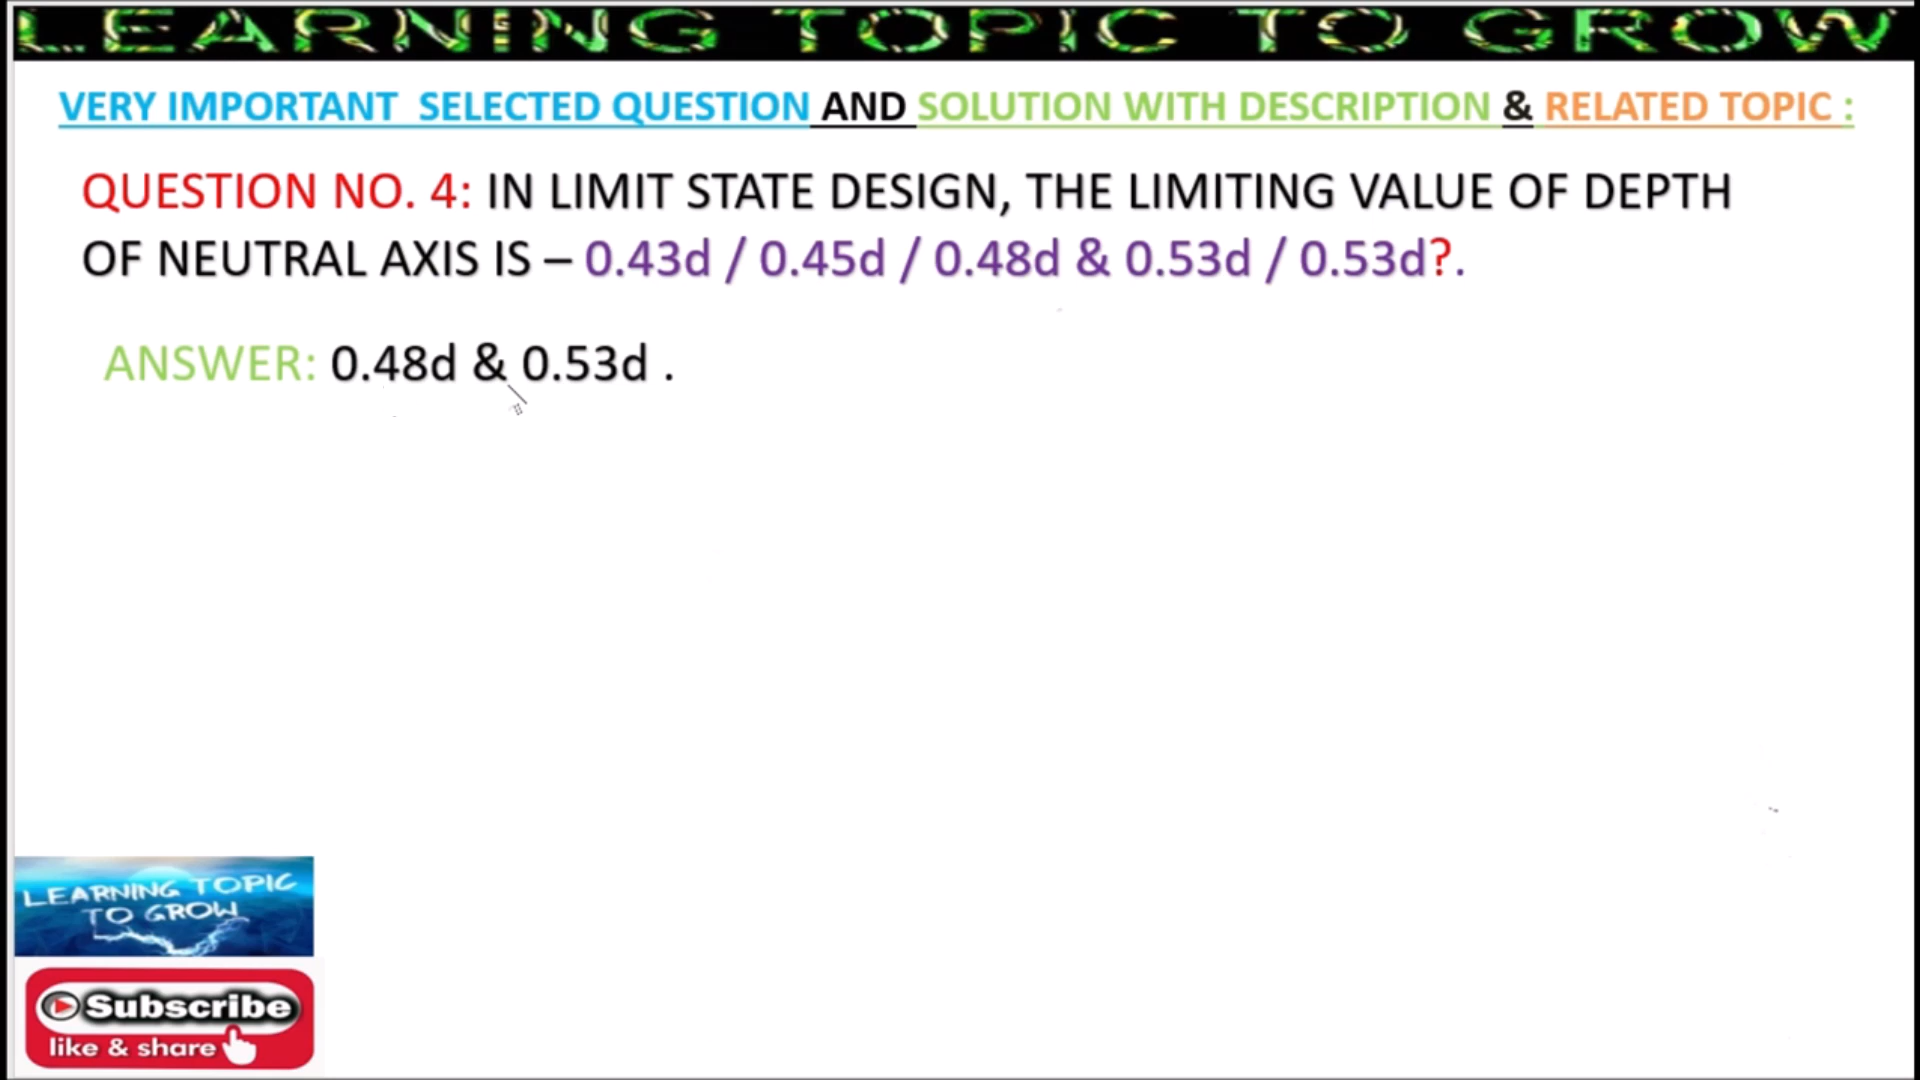 LEARNING TOPIC TO GROW
VERY IMPORTANT SELECTED QUESTION AND SOLUTION WITH DESCRIPTION & RELATED TOPIC :
QUESTION NO. 4: IN LIMIT STATE DESIGN, THE LIMITING VALUE OF DEPTH
OF NEUTRAL AXIS IS – 0.43d / 0.45d / 0.48d & 0.53d / 0.53d?.
ANSWER: 0.48d & 0.53d .
LEARNING TOPIC
TO GROW
Subscribe
like & share